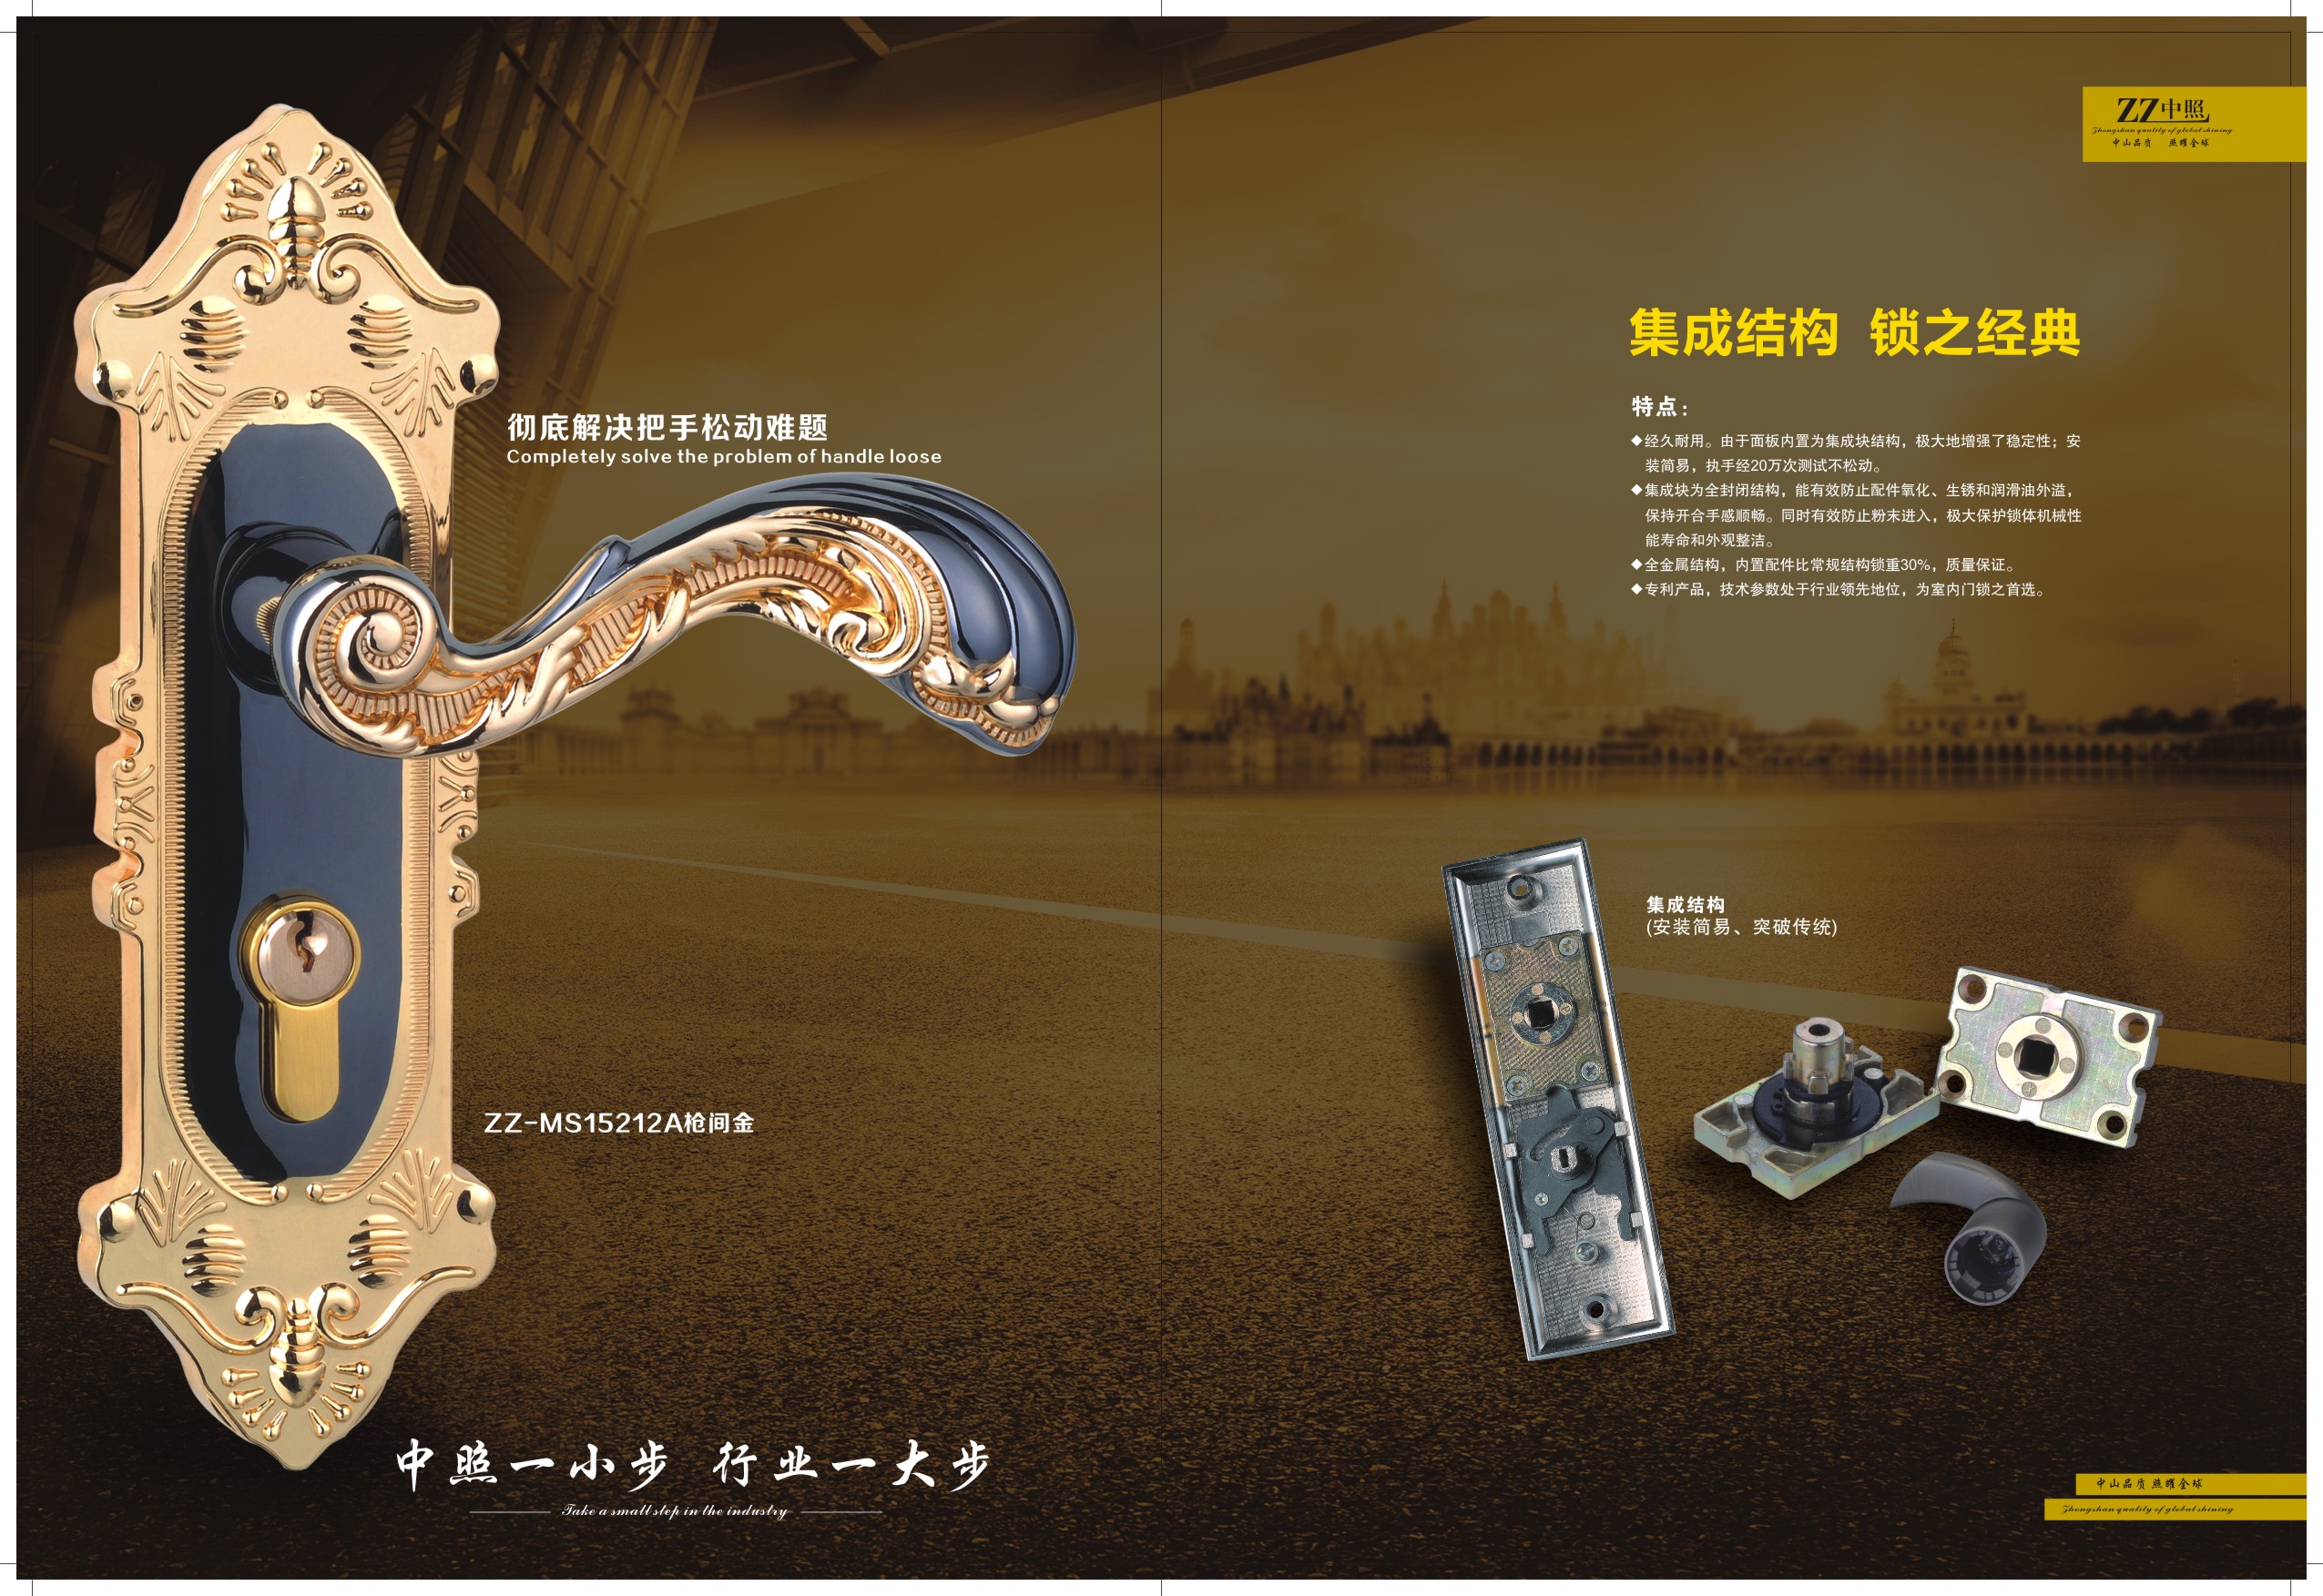 彻底解决把手松动难题
Completely solve the problem of handle loose
ZZ-MS15212A枪间金
中照一小步 行业一大步
Take a small step in the industry
ZZ中照
Zhongshan quality of global shining
中山品质 照耀全球
集成结构 锁之经典
特点：
◆经久耐用。由于面板内置为集成块结构，极大地增强了稳定性；安
装简易，执手经20万次测试不松动。
◆集成块为全封闭结构，能有效防止配件氧化、生锈和润滑油外溢，
保持开合手感顺畅。同时有效防止粉末进入，极大保护锁体机械性
能寿命和外观整洁。
◆全金属结构，内置配件比常规结构锁重30%，质量保证。
◆专利产品，技术参数处于行业领先地位，为室内门锁之首选。
集成结构
(安装简易、突破传统)
中山品质 照耀全球
Zhongshan quality of global shining